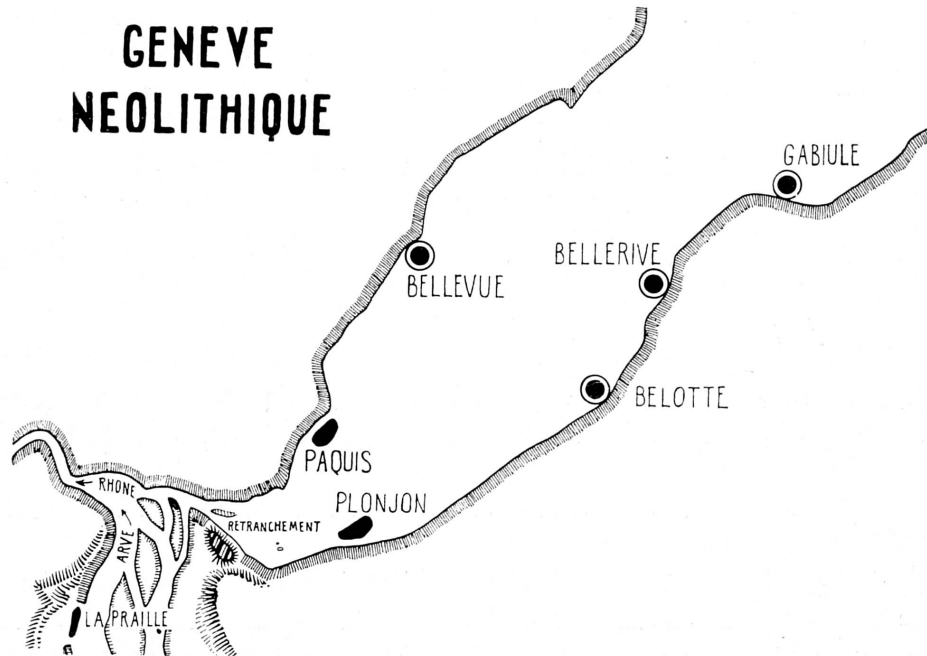 GENEVE
NEOLITHIQUE
GABIULE
BELLERIVE
BELLEVUE
BELOTTE
PAQUIS
RHONE
PLONJON
RETRANCHEMENT
ARVE
LA PRAILLE